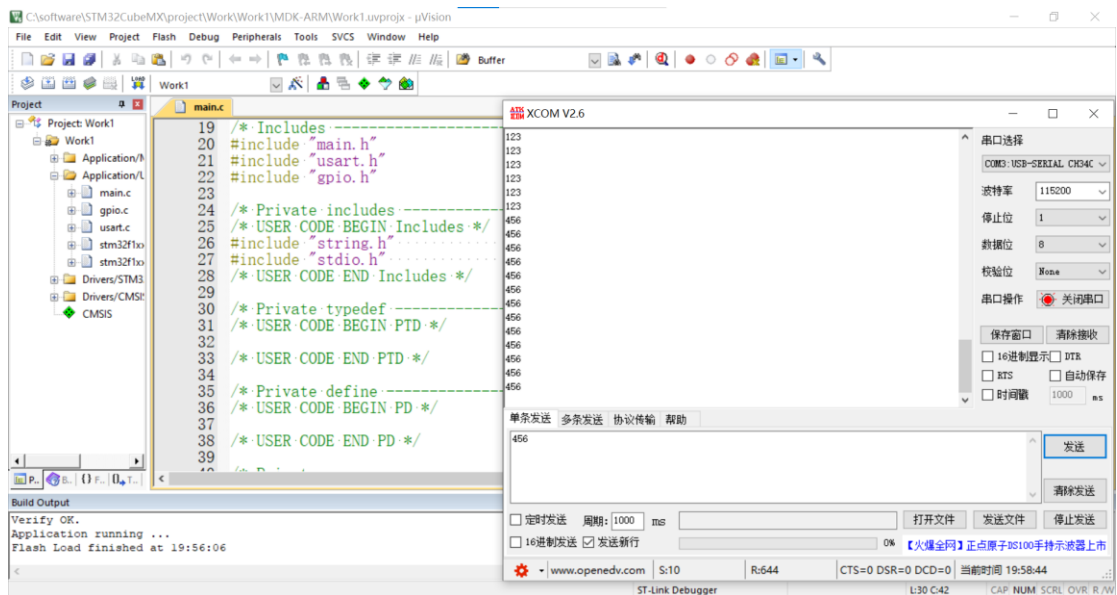 C:\software\STM32CubeMX\project\Work\Work1\MDK-ARM\Work1.uvprojx - µVision
File Edit View Project Flash Debug Peripherals Tools SVCS Window Help
Buffer
LOAD
Work1
Project
Project: Work1
Work1
Application/M
Application/U
main.c
gpio.c
usart.c
stm32f1xx
stm32f1xx
Drivers/STM3
Drivers/CMSI
CMSIS
P.. B.. {} F.. T..
main.c
19 /* Includes ------------------
20 #include "main.h"
21 #include "usart.h"
22 #include "gpio.h"
23
24 /* Private includes ----------
25 /* USER CODE BEGIN Includes */
26 #include "string.h"
27 #include "stdio.h"
28 /* USER CODE END Includes */
29
30 /* Private typedef -----------
31 /* USER CODE BEGIN PTD */
32
33 /* USER CODE END PTD */
34
35 /* Private define ------------
36 /* USER CODE BEGIN PD */
37
38 /* USER CODE END PD */
39
Build Output
Verify OK.
Application running ...
Flash Load finished at 19:56:06
XCOM V2.6
123
123
123
123
123
123
456
456
456
456
456
456
456
456
456
456
456
456
456
串口选择
COM3:USB-SERIAL CH34C
波特率 115200
停止位 1
数据位 8
校验位 None
串口操作 关闭串口
保存窗口 清除接收
16进制显示 DTR
RTS 自动保存
时间戳 1000 ms
单条发送 多条发送 协议传输 帮助
456
发送
清除发送
定时发送 周期: 1000 ms 打开文件 发送文件 停止发送
16进制发送 发送新行 0% 【火爆全网】正点原子DS100手持示波器上市
www.openedv.com S:10 R:644 CTS=0 DSR=0 DCD=0 当前时间 19:58:44
ST-Link Debugger L:30 C:42 CAP NUM SCRL OVR R/W